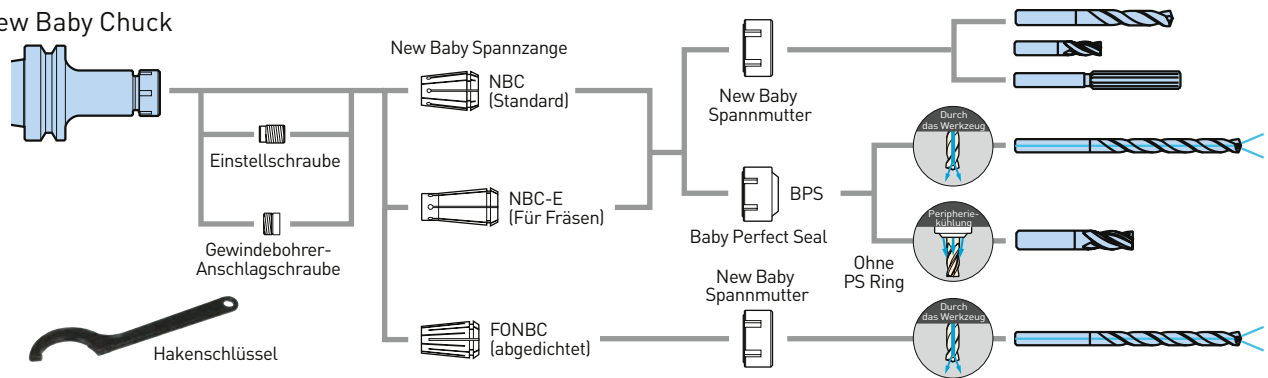 ew Baby Chuck
New Baby Spannzange
NBC
(Standard)
Einstellschraube
NBC-E
(Für Fräsen)
Gewindebohrer-
Anschlagschraube
FONBC
(abgedichtet)
Hakenschlüssel
New Baby
Spannmutter
BPS
Baby Perfect Seal
New Baby
Spannmutter
Durch
das Werkzeug
Peripherie-
kühlung
Ohne
PS Ring
Durch
das Werkzeug